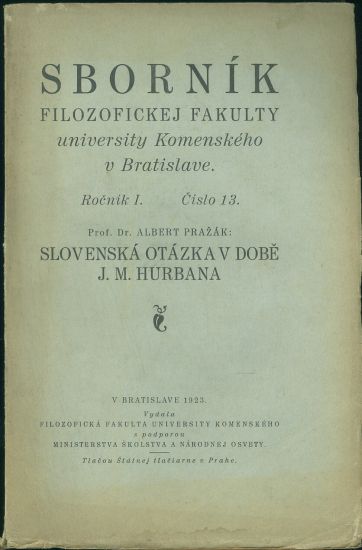 SBORNÍK
FILOZOFICKEJ FAKULTY
university Komenského
v Bratislave.
Ročník I. Číslo 13.
Prof. Dr. ALBERT PRAŽÁK:
SLOVENSKÁ OTÁZKA V DOBĚ
J. M. HURBANA
V BRATISLAVE 1923.
Vydala
FILOZOFICKÁ FAKULTA UNIVERSITY KOMENSKÉHO
s podporou
MINISTERSTVA ŠKOLSTVA A NÁRODNEJ OSVETY.
Tlačou Štátnej tlačiarne v Prahe.